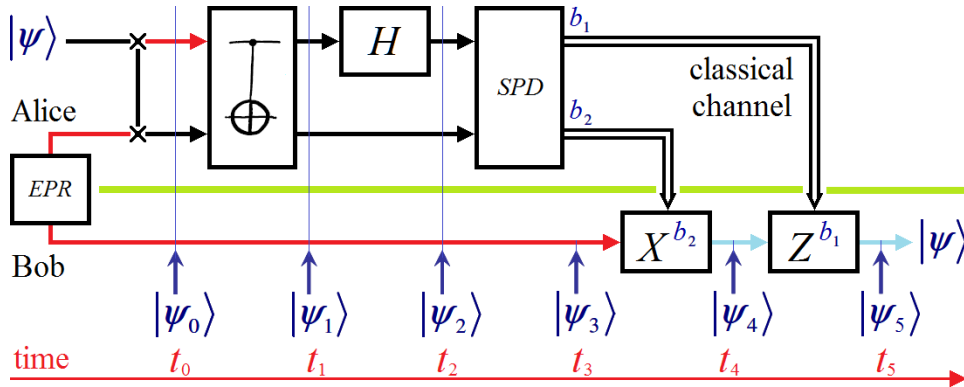 |ψ⟩
H
b₁
SPD
classical
channel
Alice
b₂
EPR
X^b₂
Z^b₁
|ψ⟩
Bob
|ψ₀⟩
|ψ₁⟩
|ψ₂⟩
|ψ₃⟩
|ψ₄⟩
|ψ₅⟩
time
t₀
t₁
t₂
t₃
t₄
t₅